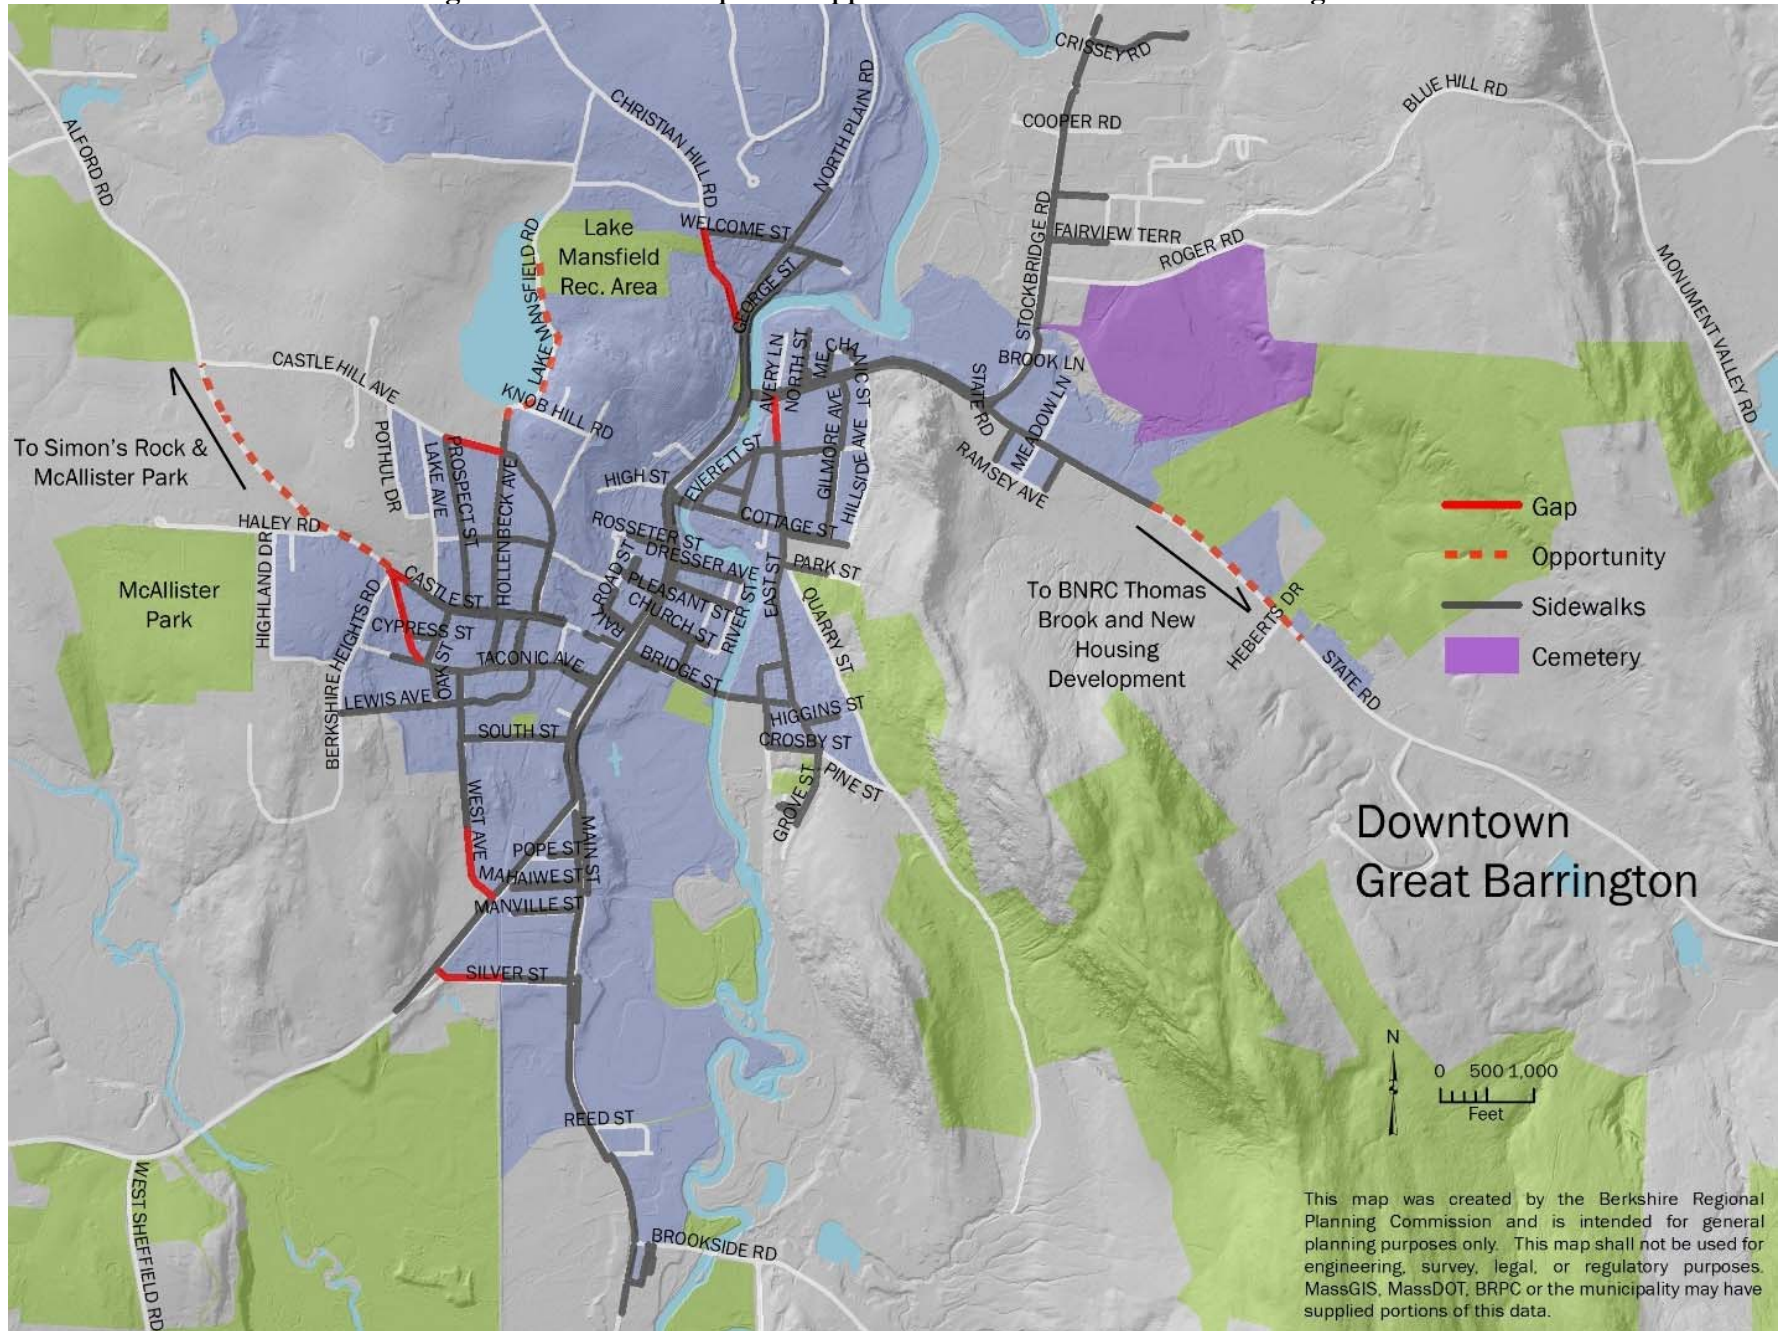 CRISSEY RD
BLUE HILL RD
COOPER RD
ALFORD RD
CHRISTIAN HILL RD
NORTH PLAIN RD
WELCOME ST
Lake
Mansfield
Rec. Area
LAKE MANSFIELD RD
GEORGE ST
STOCKBRIDGE RD
FAIRVIEW TERR
ROGER RD
MONUMENT VALLEY RD
CASTLE HILL AVE
KNOB HILL RD
AVERY LN
NORTH ST
MECHANIC ST
BROOK LN
STATE RD
MEADOW LN
RAMSEY AVE
To Simon's Rock &
McAllister Park
POTHUL DR
LAKE AVE
PROSPECT ST
HOLLENBECK AVE
HIGH ST
EVERETT ST
GILMORE AVE
HILLSIDE AVE
COTTAGE ST
Gap
Opportunity
Sidewalks
Cemetery
HALEY RD
HIGHLAND DR
McAllister
Park
BERKSHIRE HEIGHTS RD
CASTLE ST
CYPRESS ST
OAK ST
TACONIC AVE
LEWIS AVE
ROSSETER ST
DRESSER AVE
RAILROAD ST
PLEASANT ST
CHURCH ST
RIVER ST
BRIDGE ST
EAST ST
PARK ST
QUARRY ST
To BNRC Thomas
Brook and New
Housing
Development
HEBERTS DR
STATE RD
SOUTH ST
HIGGINS ST
CROSBY ST
PINE ST
GROVE ST
WEST AVE
MAIN ST
POPE ST
MAHAIWE ST
MANVILLE ST
SILVER ST
REED ST
BROOKSIDE RD
WEST SHEFFIELD RD
Downtown
Great Barrington
N
0 500 1,000
Feet
This map was created by the Berkshire Regional
Planning Commission and is intended for general
planning purposes only. This map shall not be used for
engineering, survey, legal, or regulatory purposes.
MassGIS, MassDOT, BRPC or the municipality may have
supplied portions of this data.